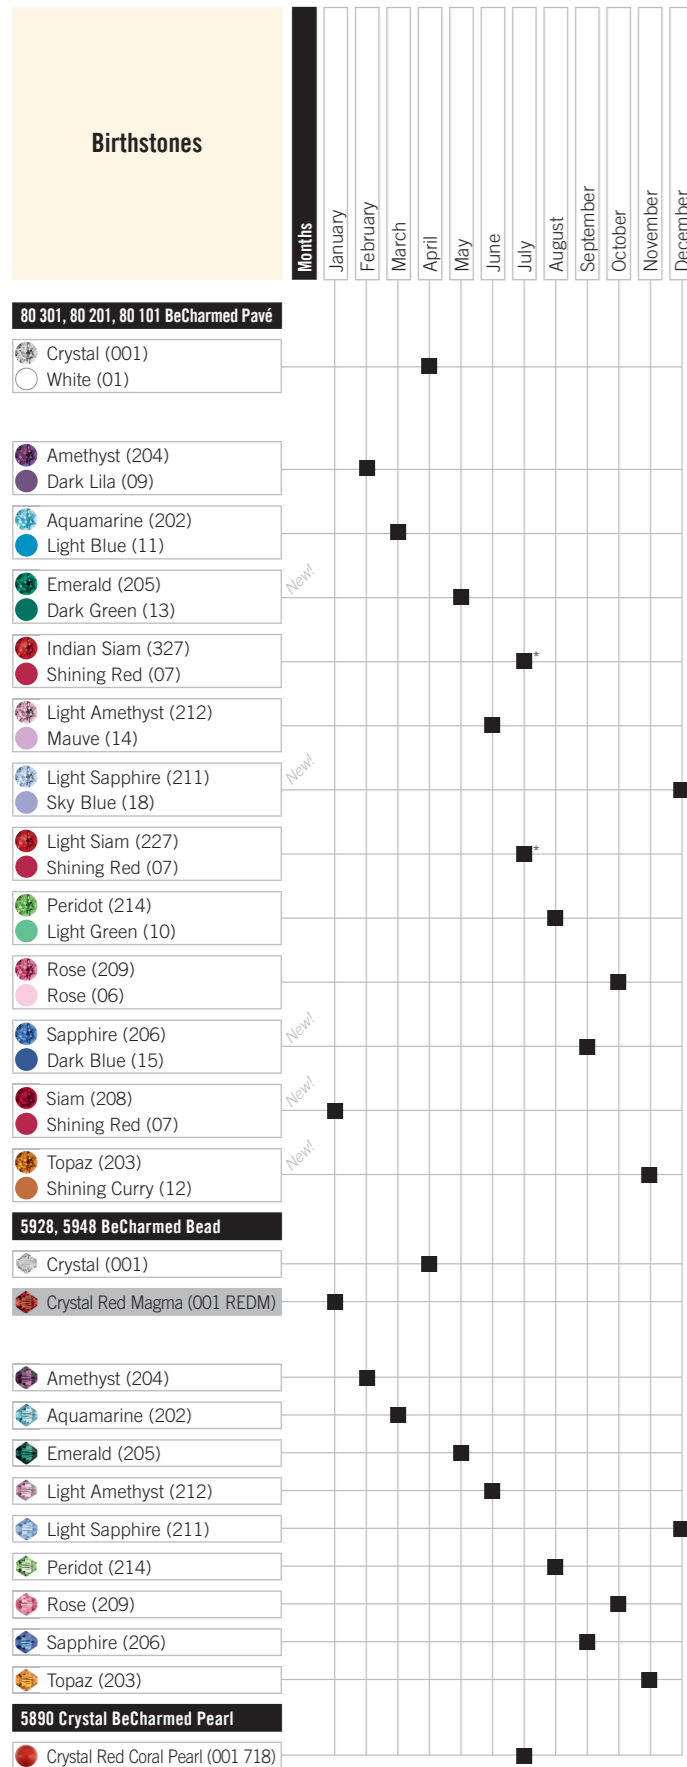 Birthstones
Months
January
February
March
April
May
June
July
August
September
October
November
December
80 301, 80 201, 80 101 BeCharmed Pavé
Crystal (001)
White (01)
Amethyst (204)
Dark Lila (09)
Aquamarine (202)
Light Blue (11)
New!
Emerald (205)
Dark Green (13)
Indian Siam (327)
*
Shining Red (07)
Light Amethyst (212)
Mauve (14)
New!
Light Sapphire (211)
Sky Blue (18)
Light Siam (227)
*
Shining Red (07)
Peridot (214)
Light Green (10)
Rose (209)
Rose (06)
New!
Sapphire (206)
Dark Blue (15)
New!
Siam (208)
Shining Red (07)
New!
Topaz (203)
Shining Curry (12)
5928, 5948 BeCharmed Bead
Crystal (001)
Crystal Red Magma (001 REDM)
Amethyst (204)
Aquamarine (202)
Emerald (205)
Light Amethyst (212)
Light Sapphire (211)
Peridot (214)
Rose (209)
Sapphire (206)
Topaz (203)
5890 Crystal BeCharmed Pearl
Crystal Red Coral Pearl (001 718)